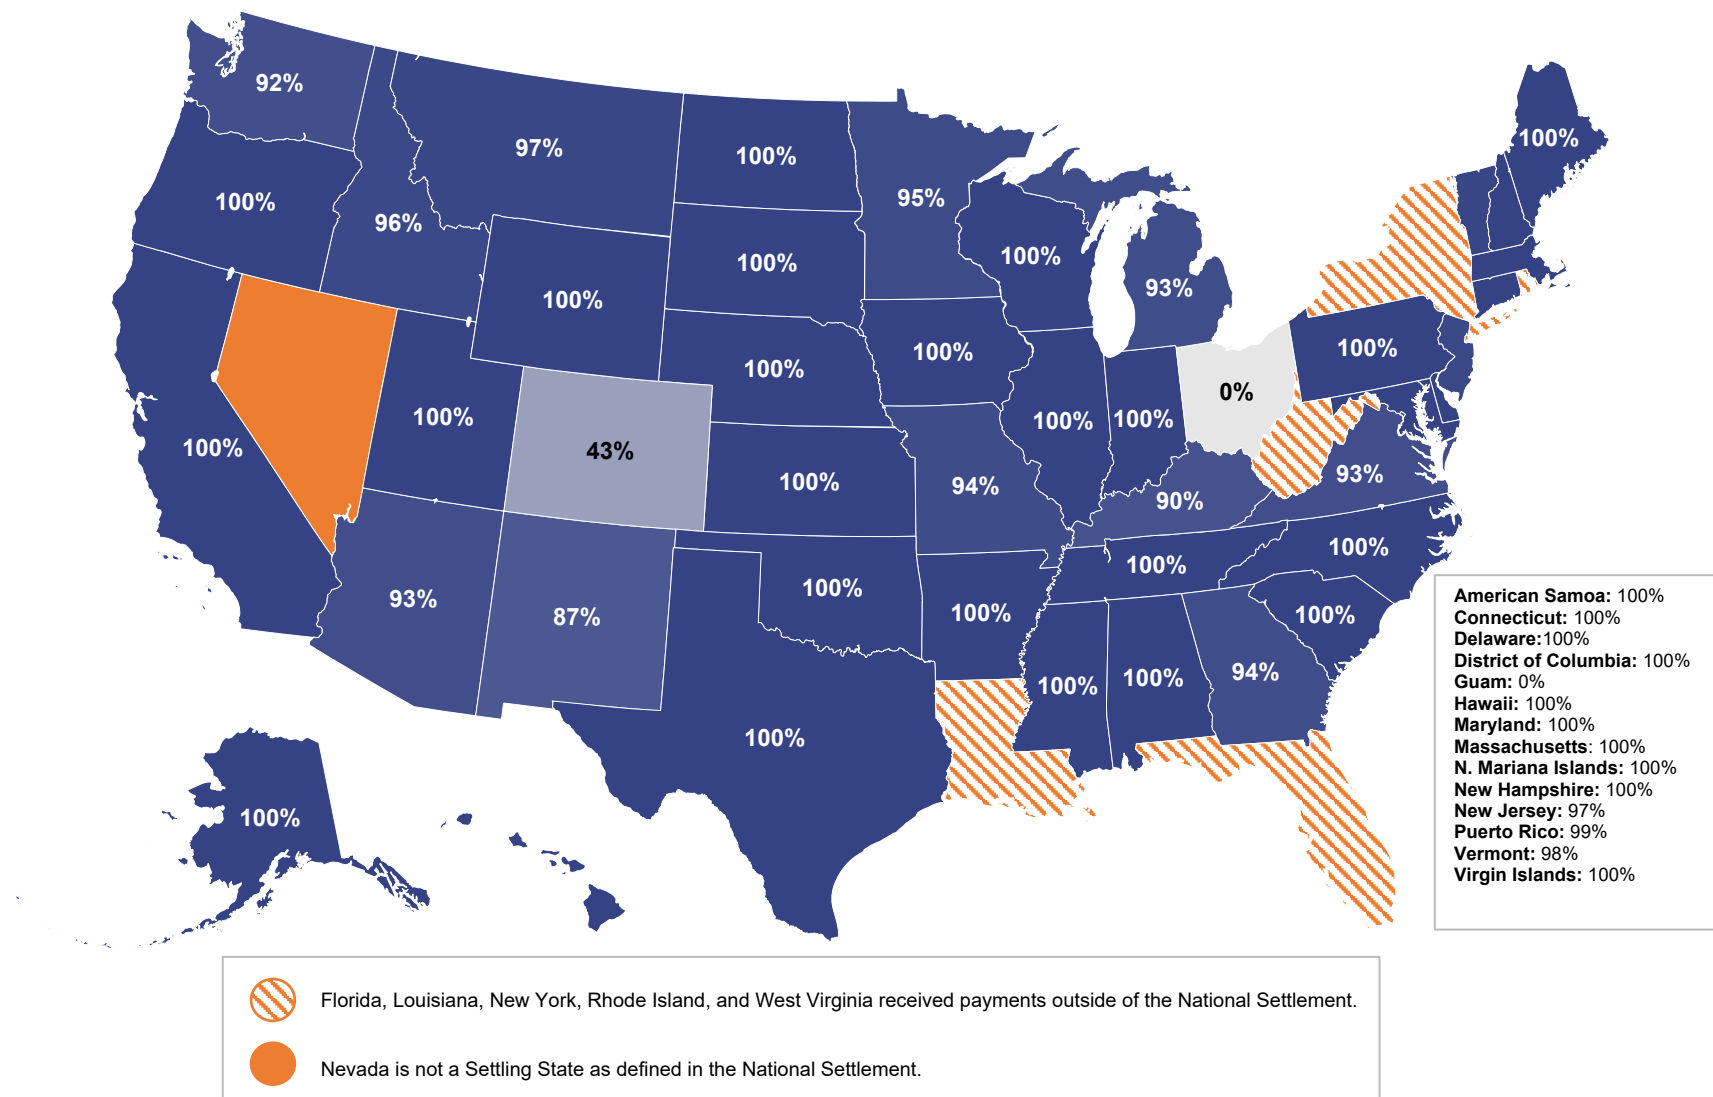 92%
97%
100%
100%
100%
95%
100%
96%
100%
100%
93%
100%
100%
100%
100%
0%
100%
100%
100%
100%
43%
100%
100%
94%
90%
93%
100%
100%
93%
87%
100%
100%
100%
100%
100%
94%
100%
100%
American Samoa: 100%
Connecticut: 100%
Delaware:100%
District of Columbia: 100%
Guam: 0%
Hawaii: 100%
Maryland: 100%
Massachusetts: 100%
N. Mariana Islands: 100%
New Hampshire: 100%
New Jersey: 97%
Puerto Rico: 99%
Vermont: 98%
Virgin Islands: 100%
Florida, Louisiana, New York, Rhode Island, and West Virginia received payments outside of the National Settlement.
Nevada is not a Settling State as defined in the National Settlement.